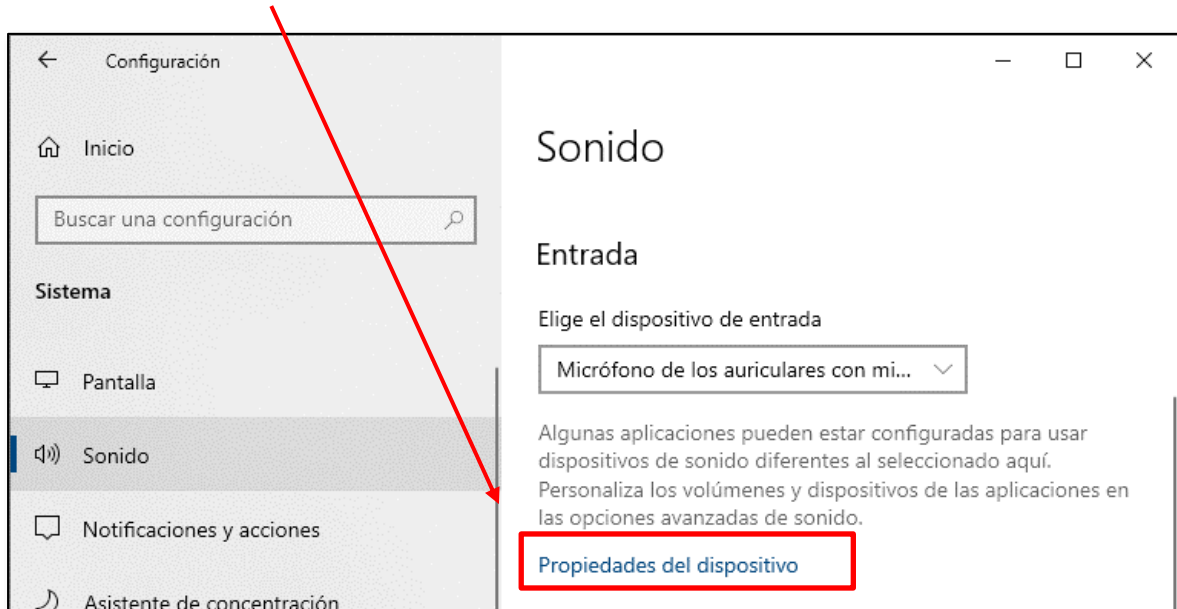 Configuración
Inicio
Buscar una configuración
Sistema
Pantalla
Sonido
Notificaciones y acciones
Asistente de concentración
Sonido
Entrada
Elige el dispositivo de entrada
Micrófono de los auriculares con mi...
Algunas aplicaciones pueden estar configuradas para usar
dispositivos de sonido diferentes al seleccionado aquí.
Personaliza los volúmenes y dispositivos de las aplicaciones en
las opciones avanzadas de sonido.
Propiedades del dispositivo